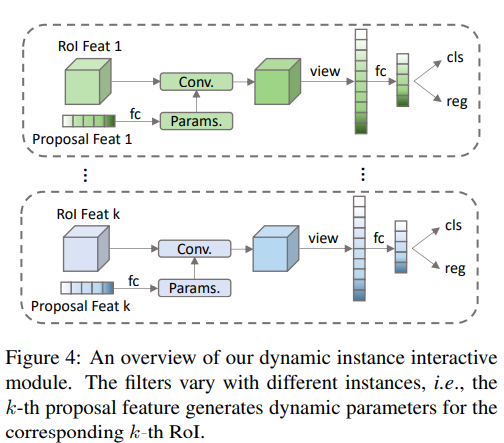 RoI Feat 1
Conv.
view
fc
cls
reg
fc
Params.
Proposal Feat 1
RoI Feat k
Conv.
view
fc
cls
reg
fc
Params.
Proposal Feat k
Figure 4: An overview of our dynamic instance interactive
module. The filters vary with different instances, i.e., the
k-th proposal feature generates dynamic parameters for the
corresponding k-th RoI.